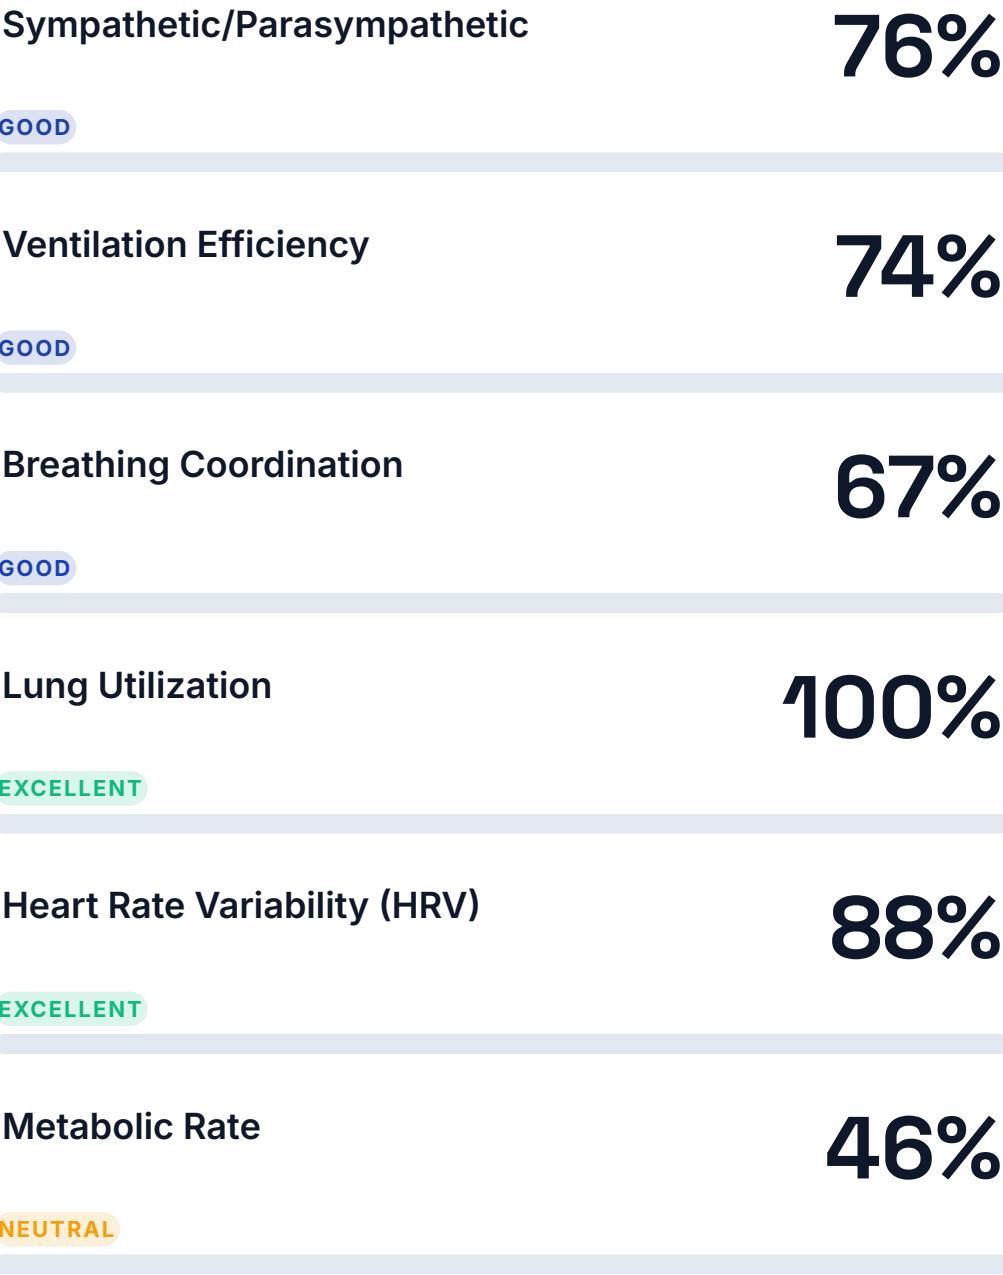 Sympathetic/Parasympathetic
76%
GOOD
Ventilation Efficiency
74%
GOOD
Breathing Coordination
67%
GOOD
Lung Utilization
100%
EXCELLENT
Heart Rate Variability (HRV)
88%
EXCELLENT
Metabolic Rate
46%
NEUTRAL